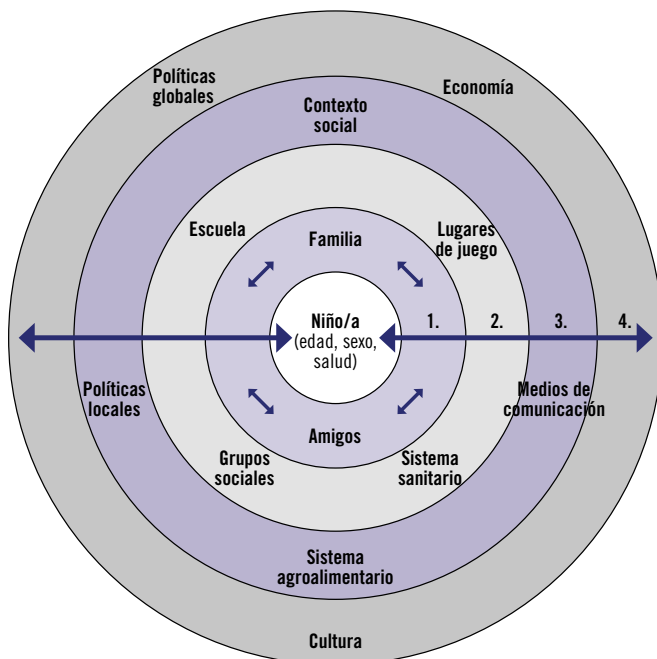 Políticas
globales
Economía
Contexto
social
Escuela
Familia
Lugares
de juego
Niño/a
(edad, sexo,
salud)
1.
2.
3.
4.
Políticas
locales
Medios de
comunicación
Amigos
Grupos
sociales
Sistema
sanitario
Sistema
agroalimentario
Cultura